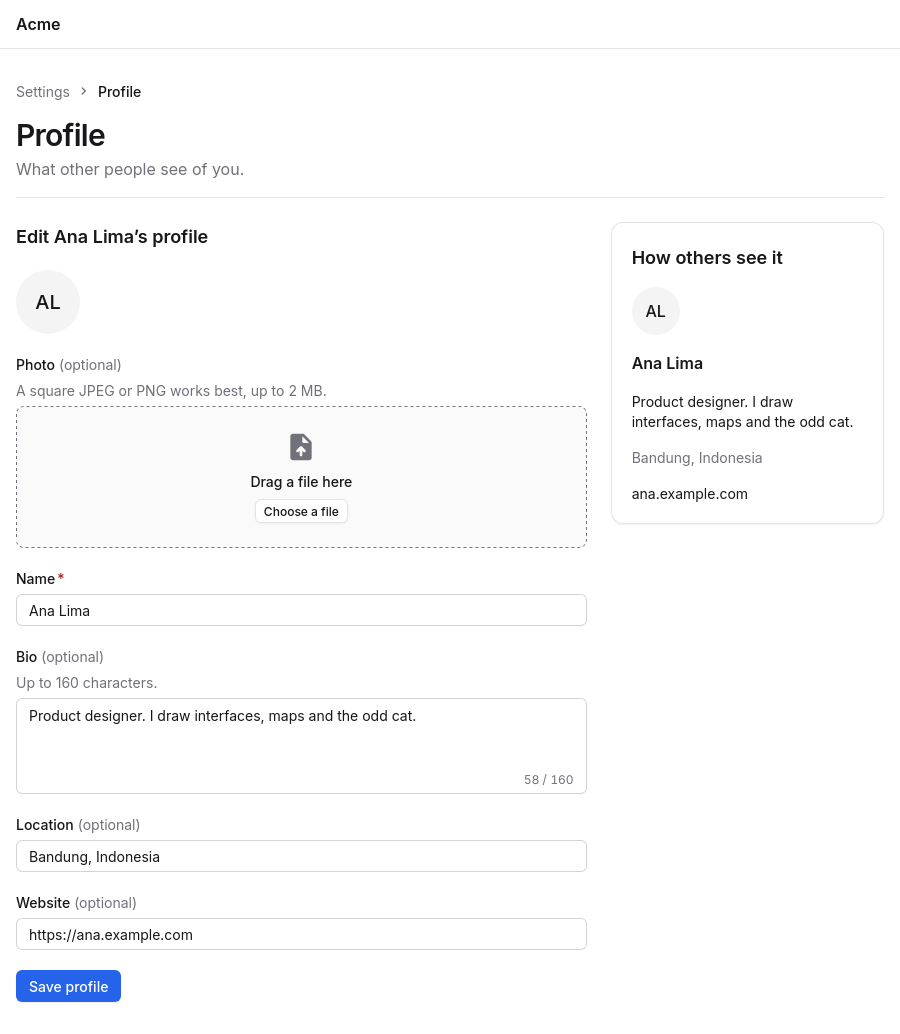 Acme
Settings
Profile
Profile
What other people see of you.
Edit Ana Lima’s profile
AL
Photo (optional)
A square JPEG or PNG works best, up to 2 MB.
Drag a file here
Choose a file
Name*
Ana Lima
Bio (optional)
Up to 160 characters.
Product designer. I draw interfaces, maps and the odd cat.
58 / 160
Location (optional)
Bandung, Indonesia
Website (optional)
https://ana.example.com
Save profile
How others see it
AL
Ana Lima
Product designer. I draw
interfaces, maps and the odd cat.
Bandung, Indonesia
ana.example.com